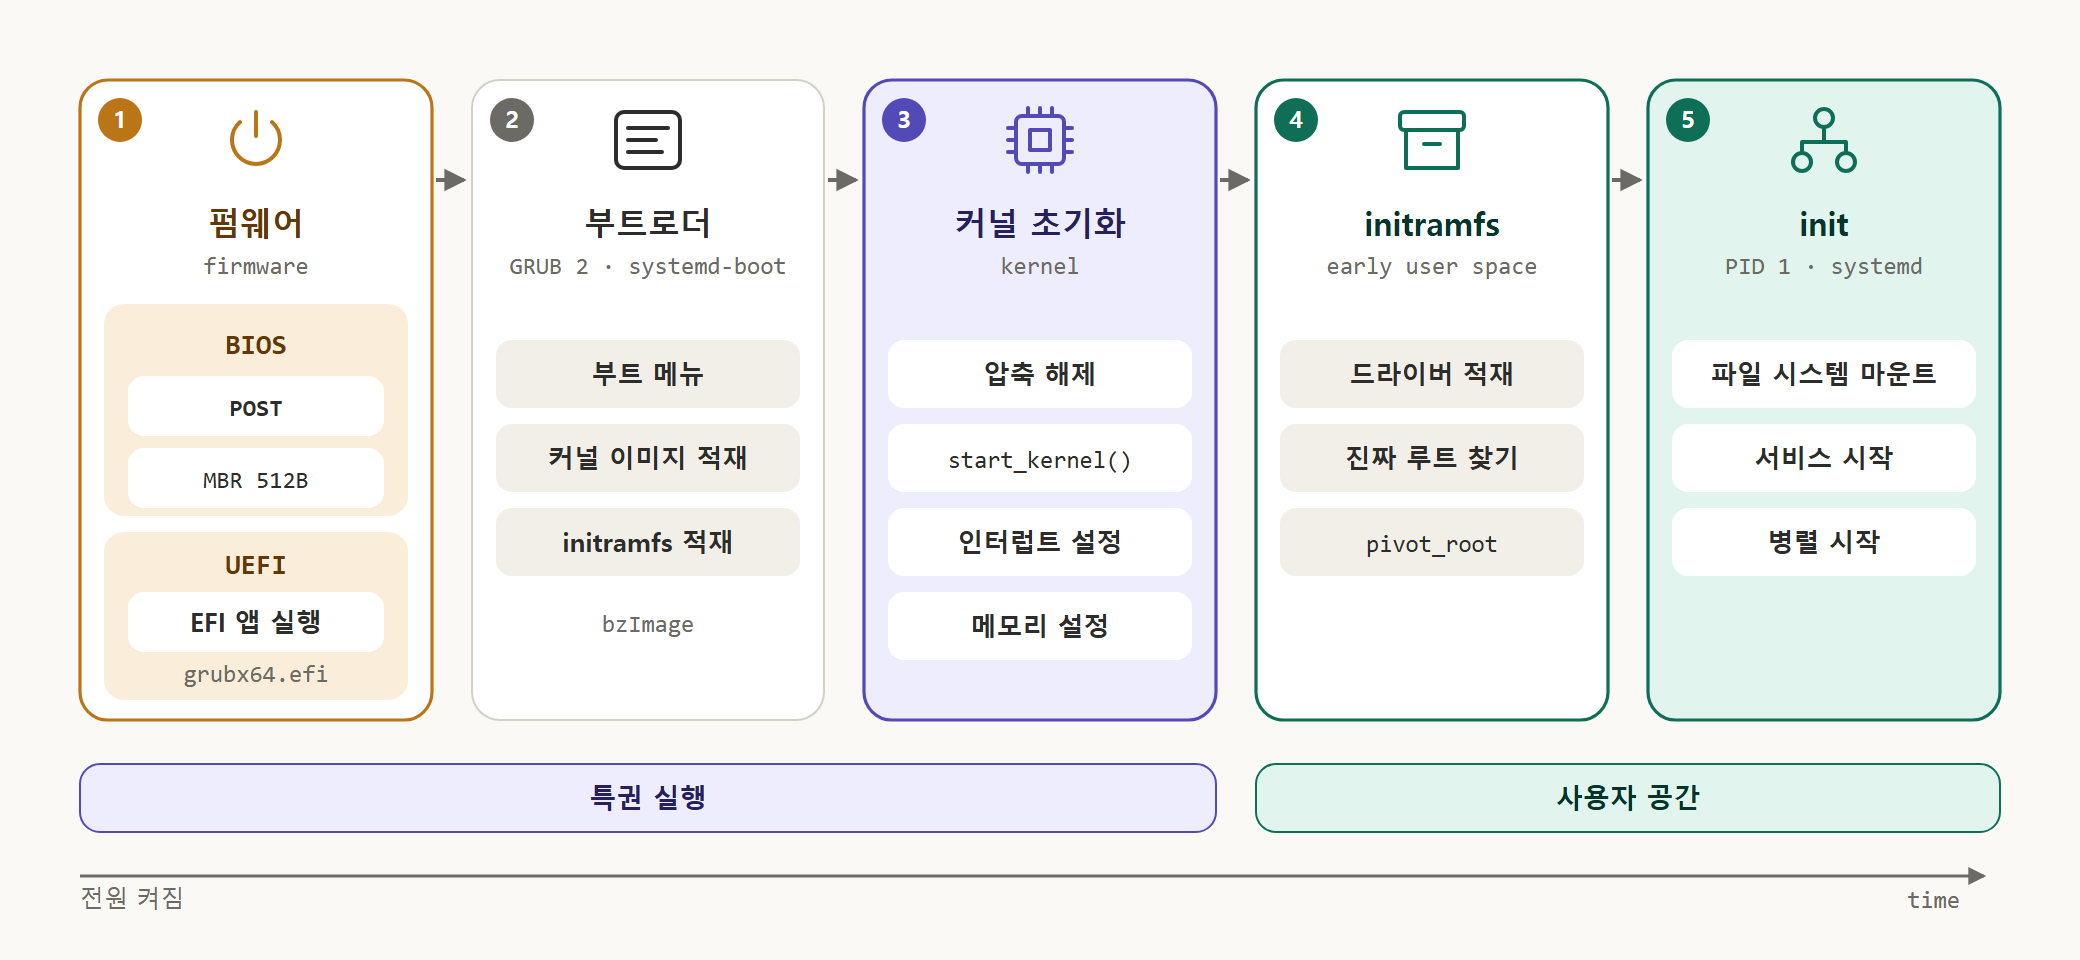 1
펌웨어
firmware
BIOS
POST
MBR 512B
UEFI
EFI 앱 실행
grubx64.efi
2
부트로더
GRUB 2 · systemd-boot
부트 메뉴
커널 이미지 적재
initramfs 적재
bzImage
3
커널 초기화
kernel
압축 해제
start_kernel()
인터럽트 설정
메모리 설정
4
initramfs
early user space
드라이버 적재
진짜 루트 찾기
pivot_root
5
init
PID 1 · systemd
파일 시스템 마운트
서비스 시작
병렬 시작
특권 실행
사용자 공간
전원 켜짐
time